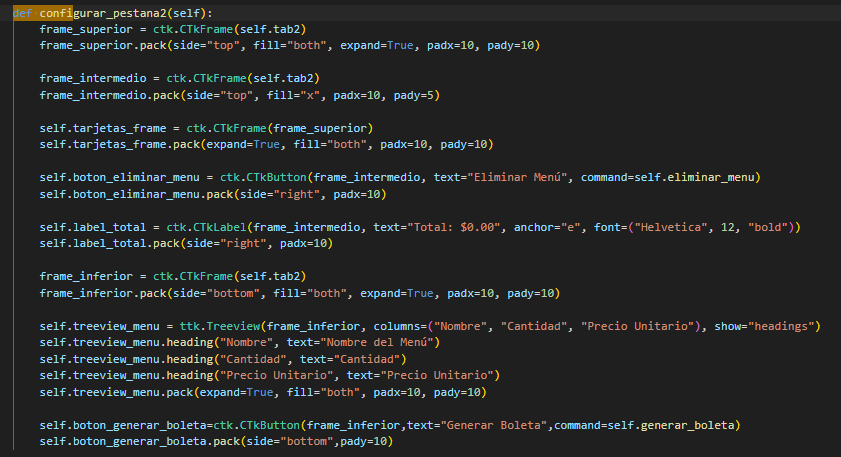 def configurar_pestana2(self):
    frame_superior = ctk.CTkFrame(self.tab2)
    frame_superior.pack(side="top", fill="both", expand=True, padx=10, pady=10)

    frame_intermedio = ctk.CTkFrame(self.tab2)
    frame_intermedio.pack(side="top", fill="x", padx=10, pady=5)

    self.tarjetas_frame = ctk.CTkFrame(frame_superior)
    self.tarjetas_frame.pack(expand=True, fill="both", padx=10, pady=10)

    self.boton_eliminar_menu = ctk.CTkButton(frame_intermedio, text="Eliminar Menú", command=self.eliminar_menu)
    self.boton_eliminar_menu.pack(side="right", padx=10)

    self.label_total = ctk.CTkLabel(frame_intermedio, text="Total: $0.00", anchor="e", font=("Helvetica", 12, "bold"))
    self.label_total.pack(side="right", padx=10)

    frame_inferior = ctk.CTkFrame(self.tab2)
    frame_inferior.pack(side="bottom", fill="both", expand=True, padx=10, pady=10)

    self.treeview_menu = ttk.Treeview(frame_inferior, columns=("Nombre", "Cantidad", "Precio Unitario"), show="headings")
    self.treeview_menu.heading("Nombre", text="Nombre del Menú")
    self.treeview_menu.heading("Cantidad", text="Cantidad")
    self.treeview_menu.heading("Precio Unitario", text="Precio Unitario")
    self.treeview_menu.pack(expand=True, fill="both", padx=10, pady=10)

    self.boton_generar_boleta=ctk.CTkButton(frame_inferior,text="Generar Boleta",command=self.generar_boleta)
    self.boton_generar_boleta.pack(side="bottom",pady=10)